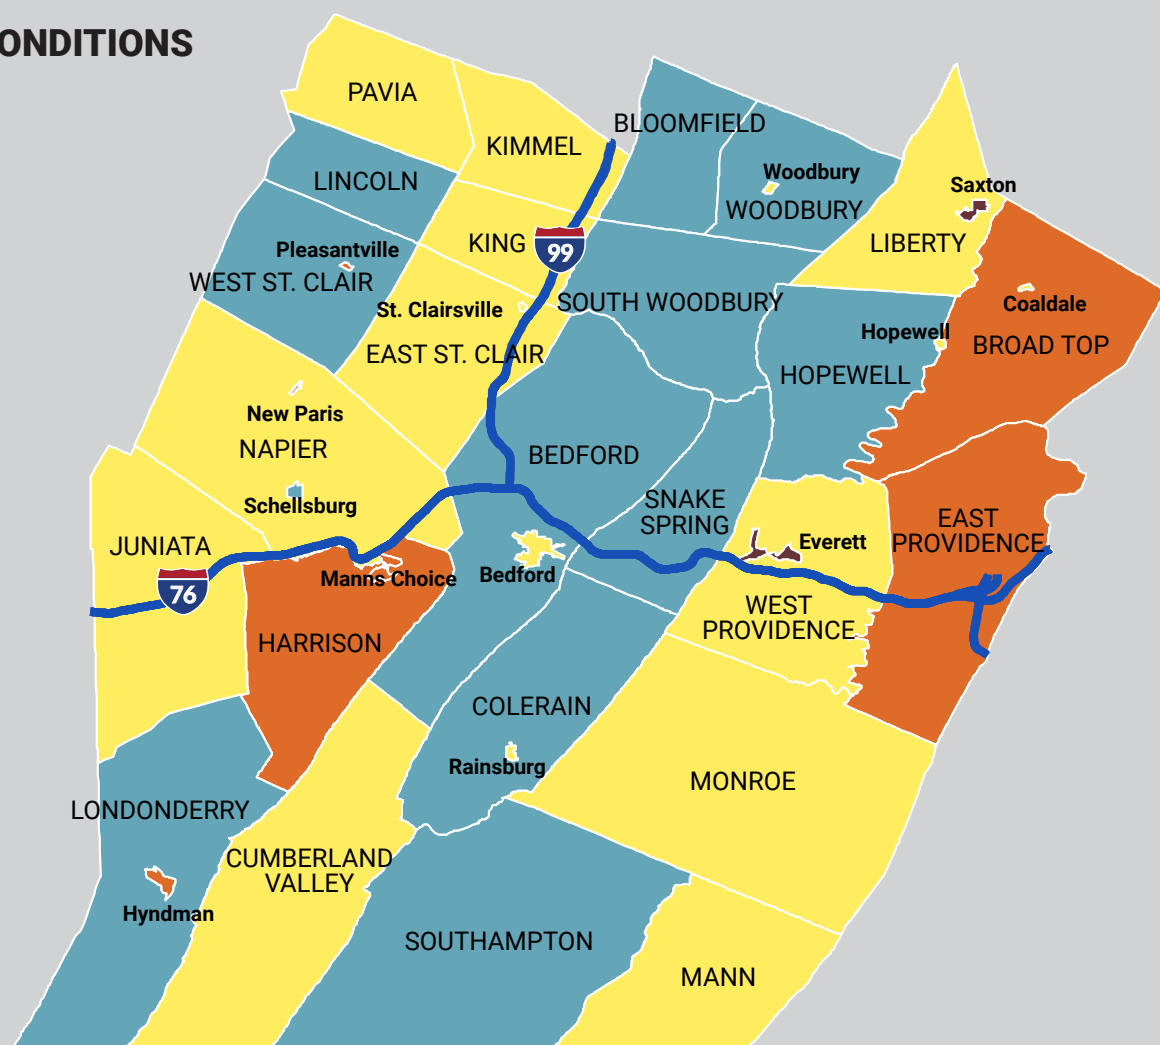 ONDITIONS
PAVIA
BLOOMFIELD
KIMMEL
Woodbury
LINCOLN
Saxton
WOODBURY
KING
99
LIBERTY
Pleasantville
WEST ST. CLAIR
SOUTH WOODBURY
Coaldale
St. Clairsville
Hopewell
BROAD TOP
EAST ST. CLAIR
HOPEWELL
New Paris
NAPIER
BEDFORD
Schellsburg
SNAKE
SPRING
EAST
PROVIDENCE
JUNIATA
Everett
Manns Choice
Bedford
76
WEST
PROVIDENCE
HARRISON
COLERAIN
Rainsburg
MONROE
LONDONDERRY
CUMBERLAND
VALLEY
Hyndman
SOUTHAMPTON
MANN